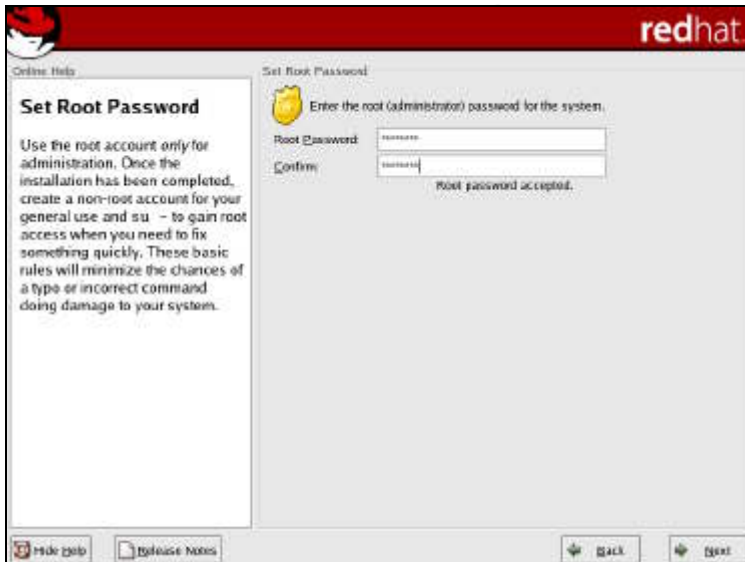 redhat.
Online Help
Set Root Password
Use the root account only for
administration. Once the
installation has been completed,
create a non-root account for your
general use and su - to gain root
access when you need to fix
something quickly. These basic
rules will minimize the chances of
a typo or incorrect command
doing damage to your system.
Set Root Password
Enter the root (administrator) password for the system.
Root Password:
********
Confirm:
********
Root password accepted.
Hide Help
Release Notes
Back
Next